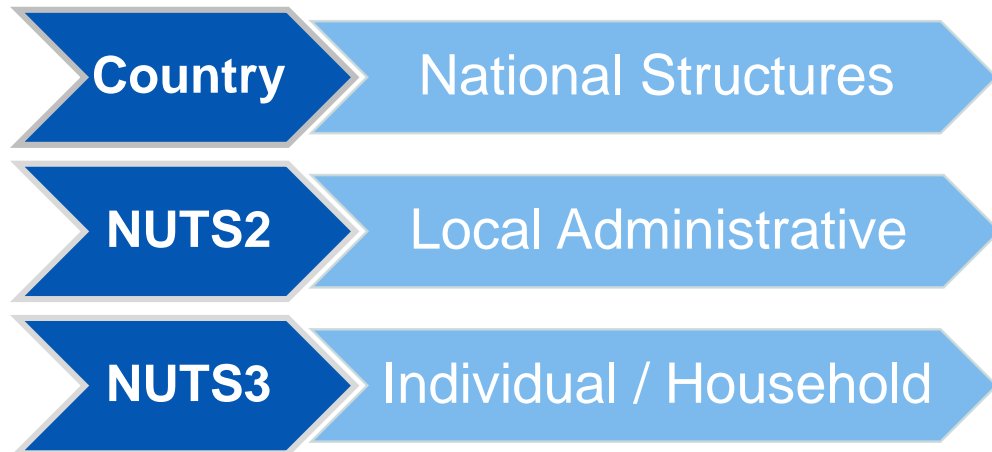 Country
National Structures
NUTS2
Local Administrative
NUTS3
Individual / Household